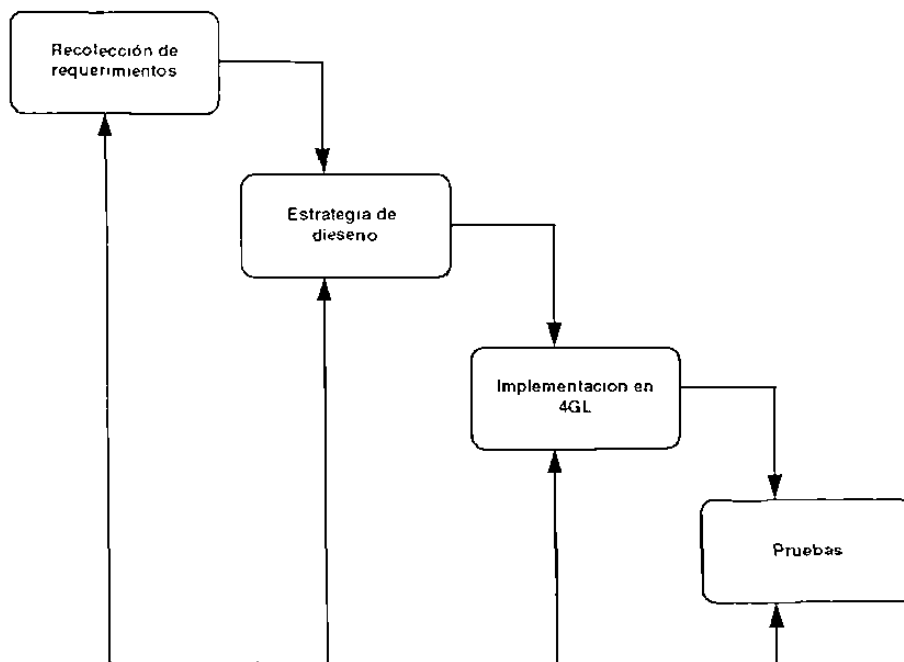 Recolección de
requerimientos
Estrategia de
dieseno
Implementacion en
4GL
Pruebas